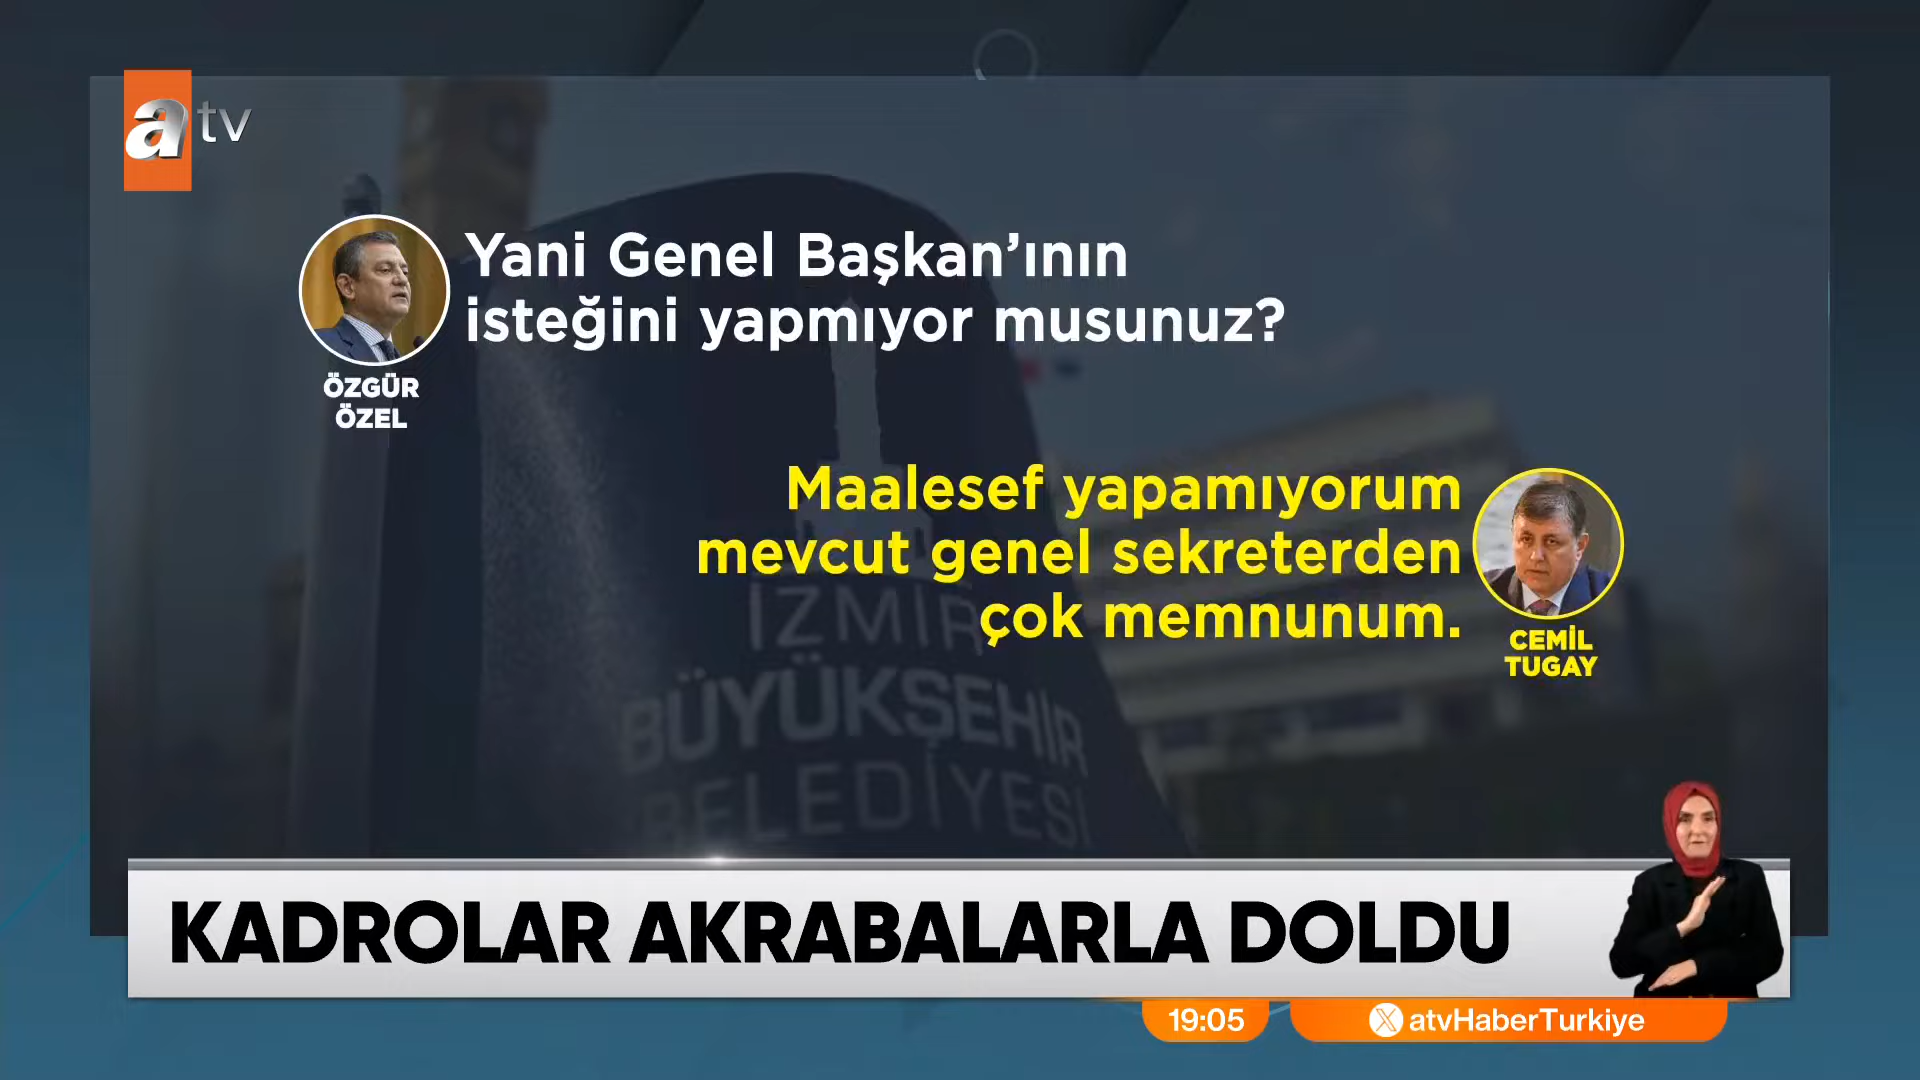 atv
Yani Genel Başkan’ının
isteğini yapmıyor musunuz?
ÖZGÜR
ÖZEL
Maalesef yapamıyorum
mevcut genel sekreterden
çok memnunum.
CEMİL
TUGAY
İZMİR
BÜYÜKŞEHİR
BELEDİYESİ
KADROLAR AKRABALARLA DOLDU
19:05
atvHaberTurkiye